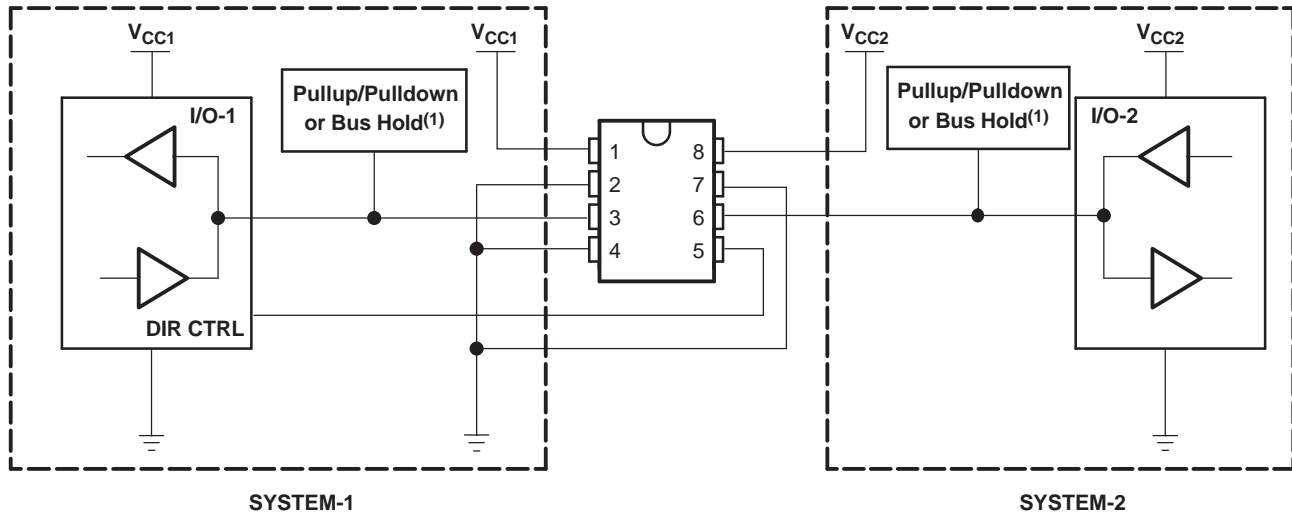 VCC1
VCC1
VCC2
VCC2
Pullup/Pulldown
or Bus Hold(1)
Pullup/Pulldown
or Bus Hold(1)
I/O-1
I/O-2
1
8
2
7
3
6
4
5
DIR CTRL
SYSTEM-1
SYSTEM-2